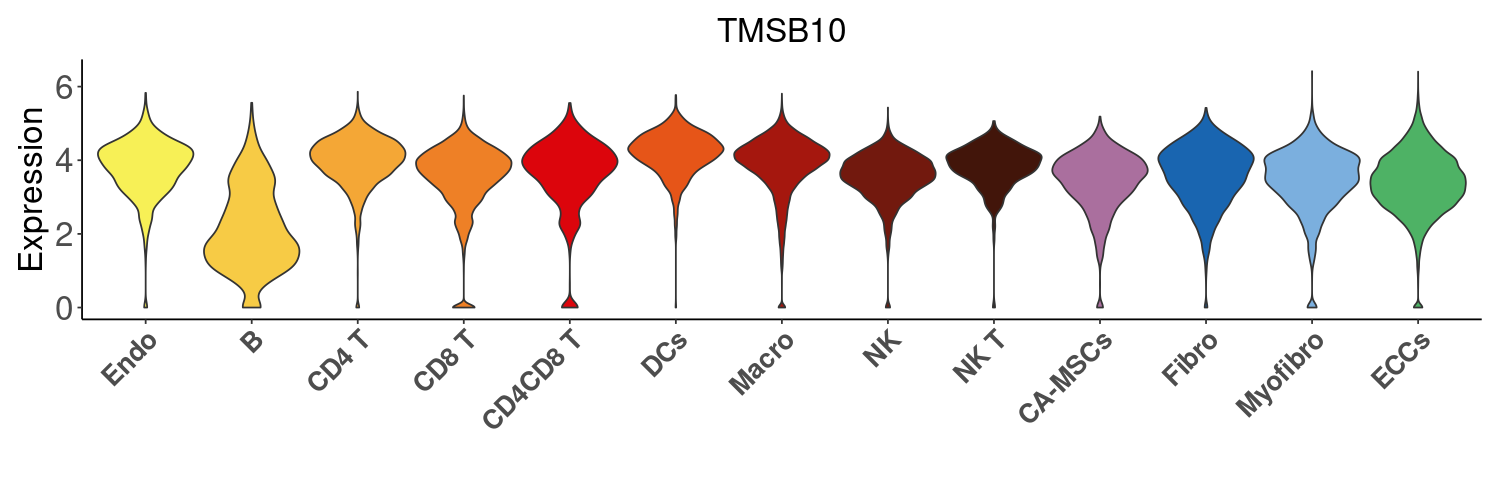 TMSB10
Expression
6
4
2
0
Endo
B
CD4 T
CD8 T
CD4CD8 T
DCs
Macro
NK
NK T
CA-MSCs
Fibro
Myofibro
ECCs